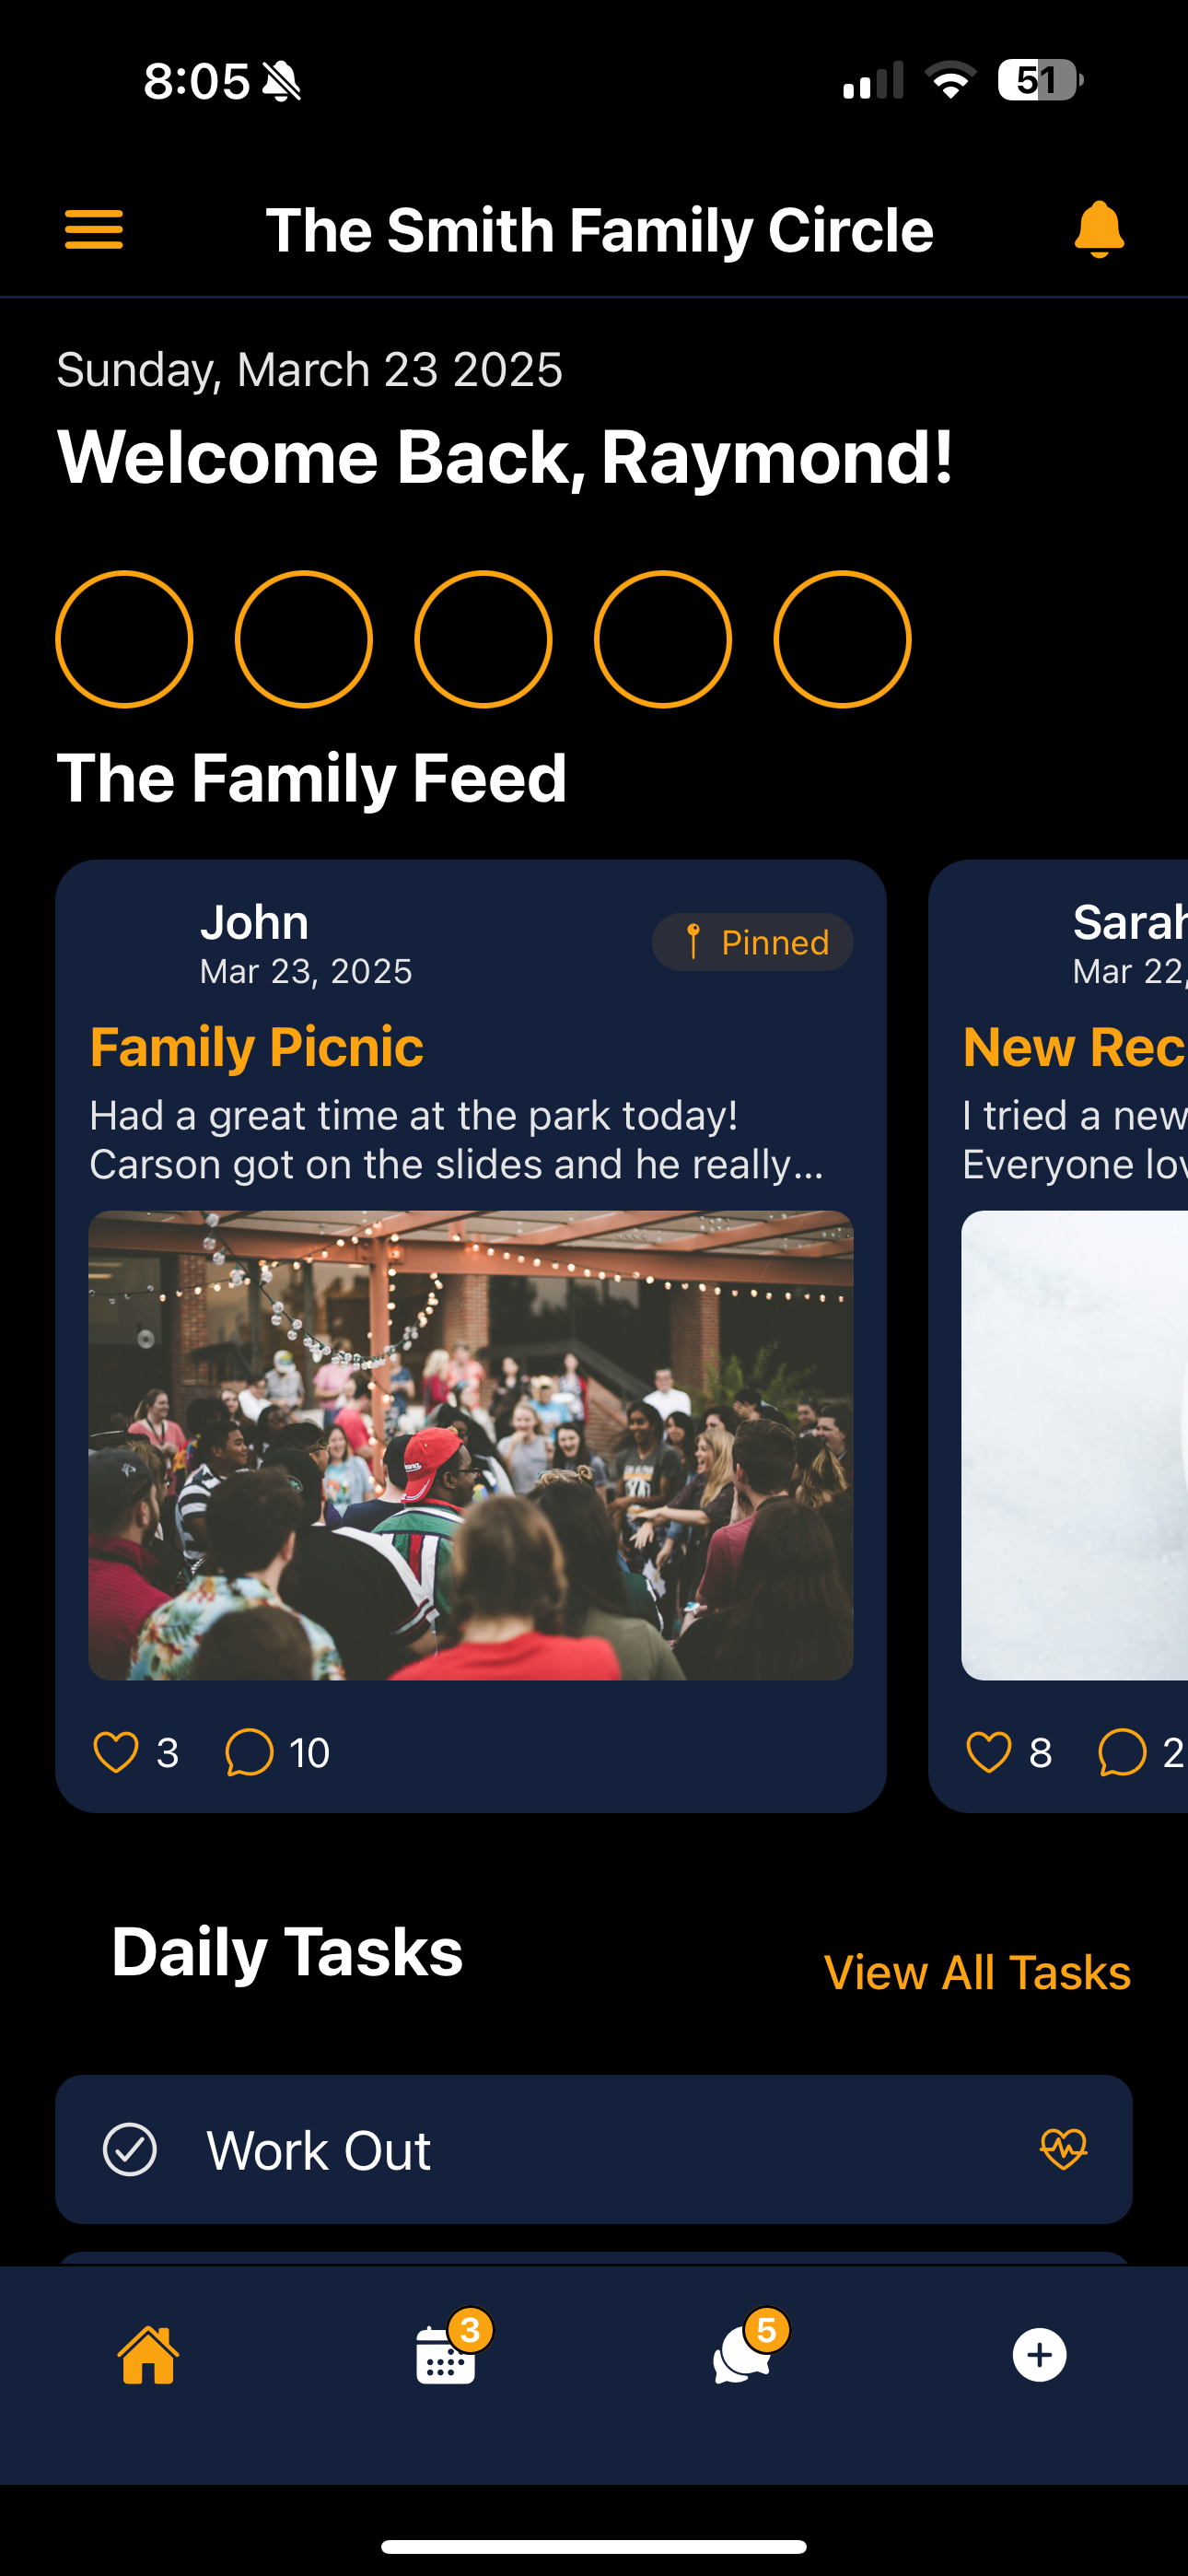 8:05
51
The Smith Family Circle
Sunday, March 23 2025
Welcome Back, Raymond!
The Family Feed
John
Mar 23, 2025
Pinned
Family Picnic
Had a great time at the park today!
Carson got on the slides and he really...
3
10
Sarah
Mar 22,
New Rec
I tried a new
Everyone lov
8
2
Daily Tasks
View All Tasks
Work Out
3
5